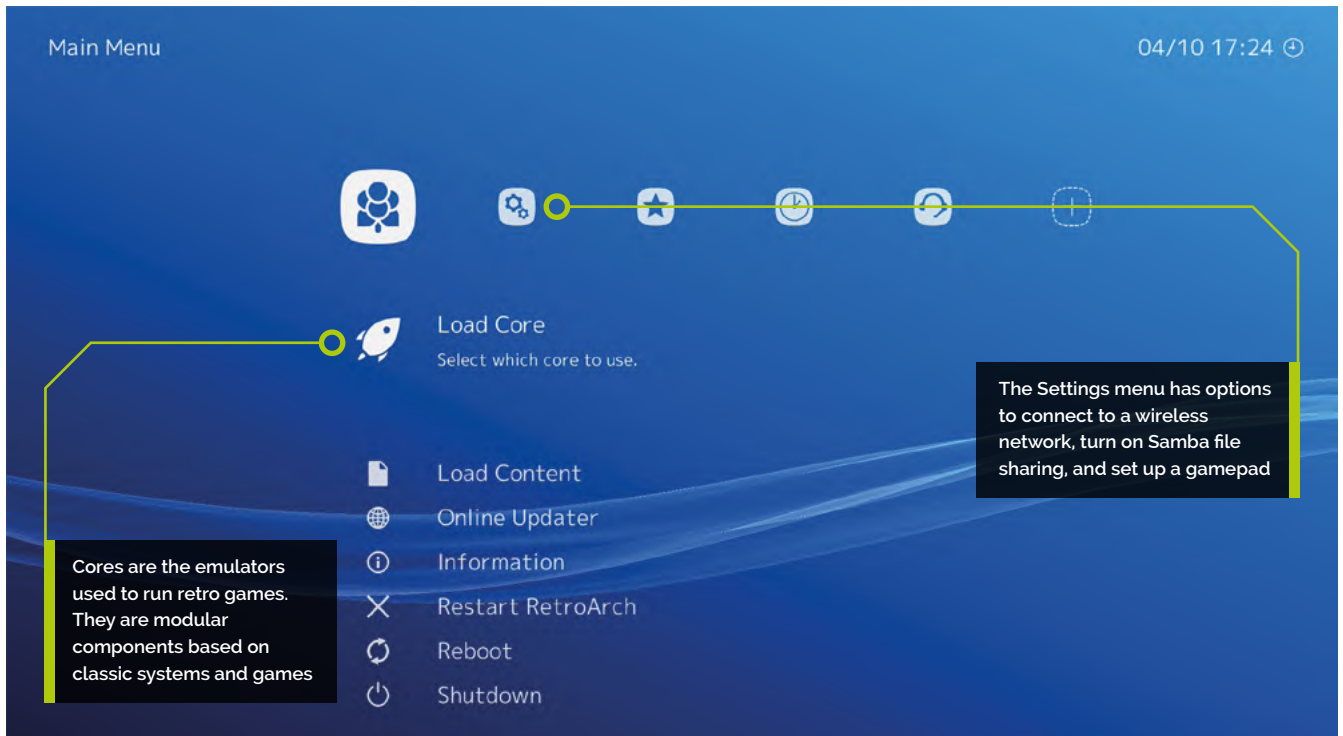 Main Menu
04/10 17:24
Load Core
Select which core to use.
The Settings menu has options
to connect to a wireless
network, turn on Samba file
sharing, and set up a gamepad
Load Content
Online Updater
Information
Restart RetroArch
Reboot
Shutdown
Cores are the emulators
used to run retro games.
They are modular
components based on
classic systems and games